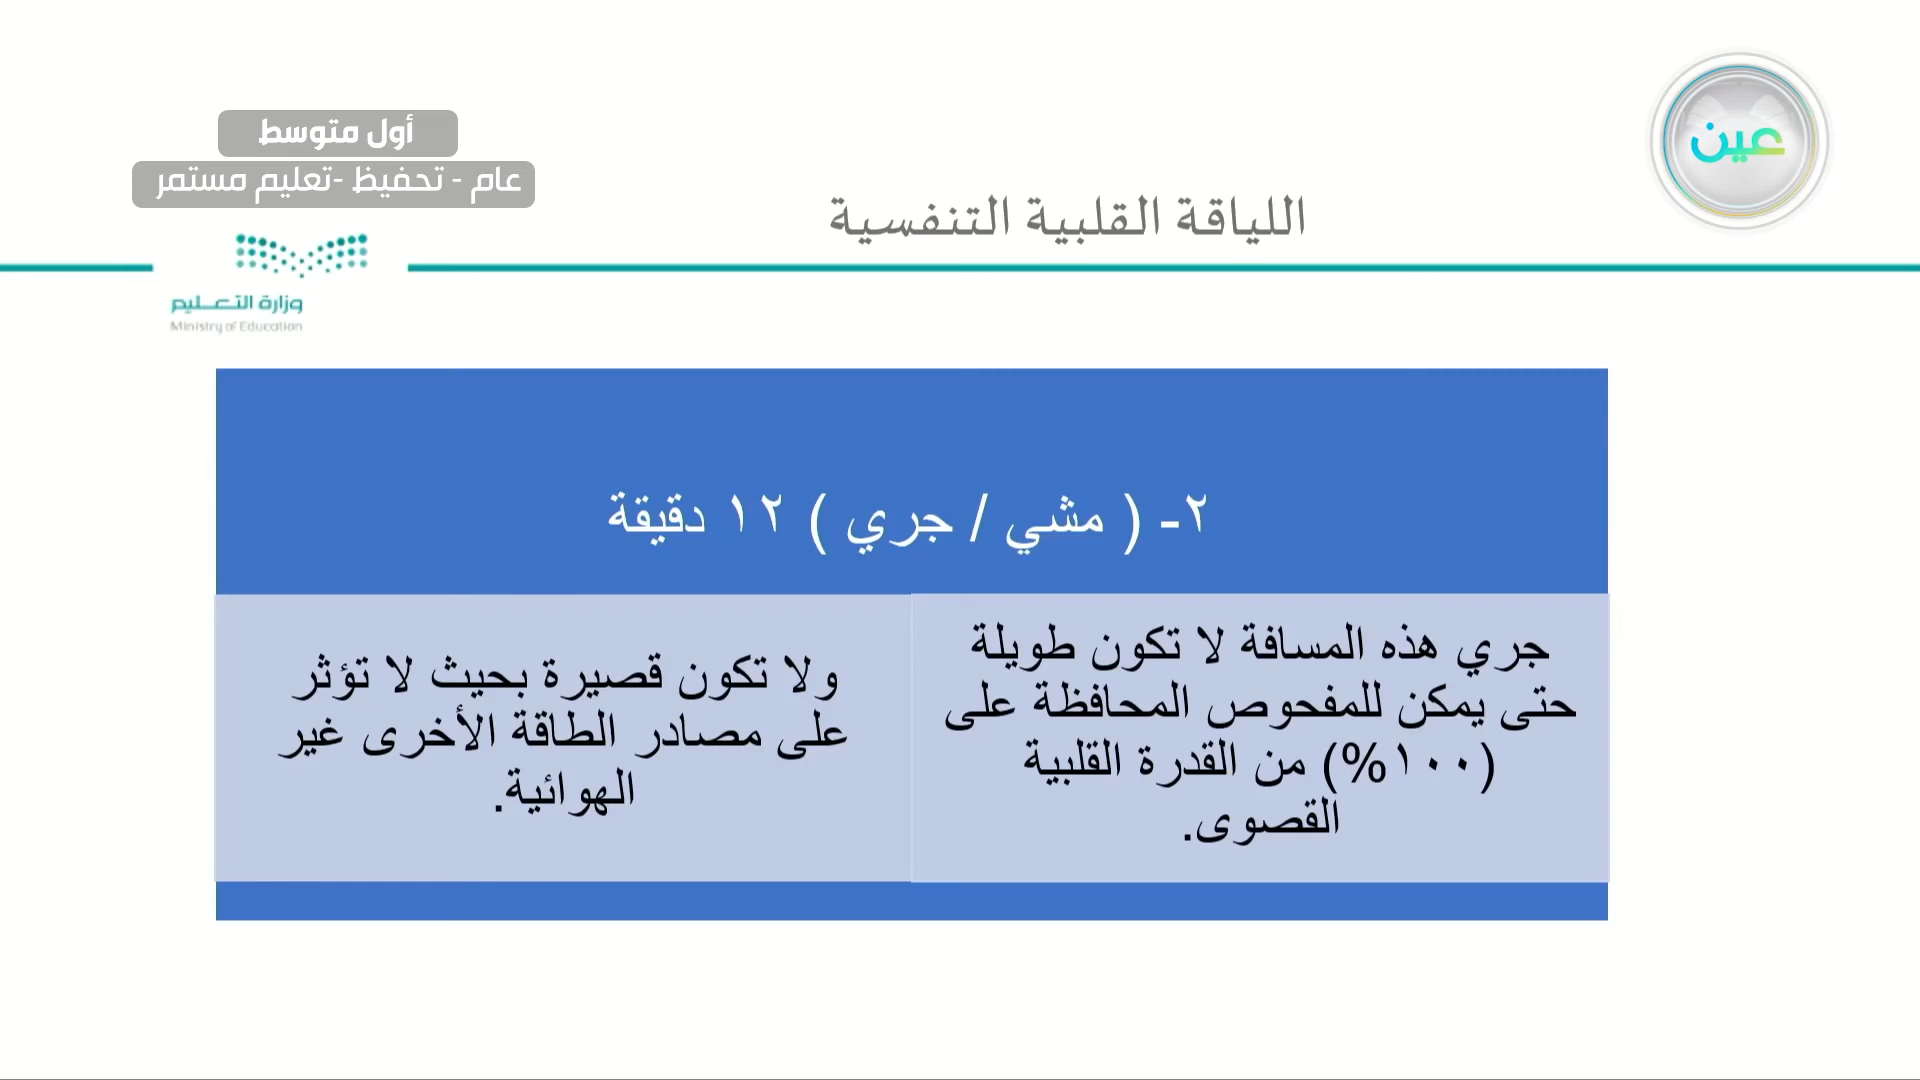 عين
أول متوسط
عام - تحفيظ -تعليم مستمر
اللياقة القلبية التنفسية
وزارة التعليم
Ministry of Education
٢- ( مشي / جري ) ١٢ دقيقة
جري هذه المسافة لا تكون طويلة
حتى يمكن للمفحوص المحافظة على
(١٠٠%) من القدرة القلبية
القصوى.
ولا تكون قصيرة بحيث لا تؤثر
على مصادر الطاقة الأخرى غير
الهوائية.